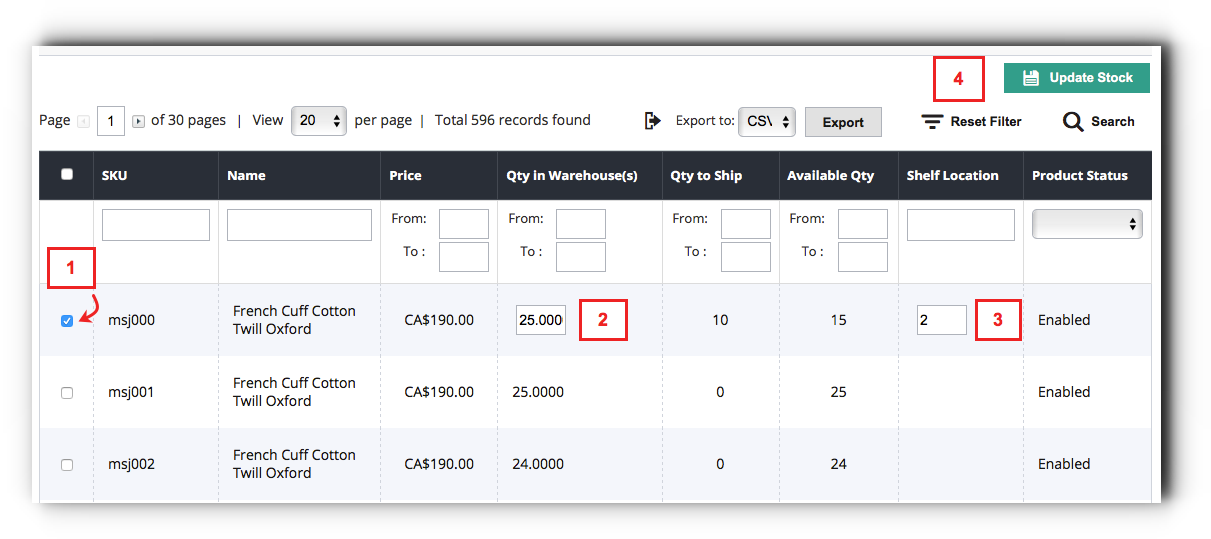 4
Update Stock
Page 1 of 30 pages | View 20 per page | Total 596 records found Export to: CSV Export Reset Filter Search
SKU Name Price Qty in Warehouse(s) Qty to Ship Available Qty Shelf Location Product Status
From: From: From: From:
To : To : To : To :
1
msj000 French Cuff Cotton Twill Oxford CA$190.00 25.000 2 10 15 2 3 Enabled
msj001 French Cuff Cotton Twill Oxford CA$190.00 25.0000 0 25 Enabled
msj002 French Cuff Cotton Twill Oxford CA$190.00 24.0000 0 24 Enabled